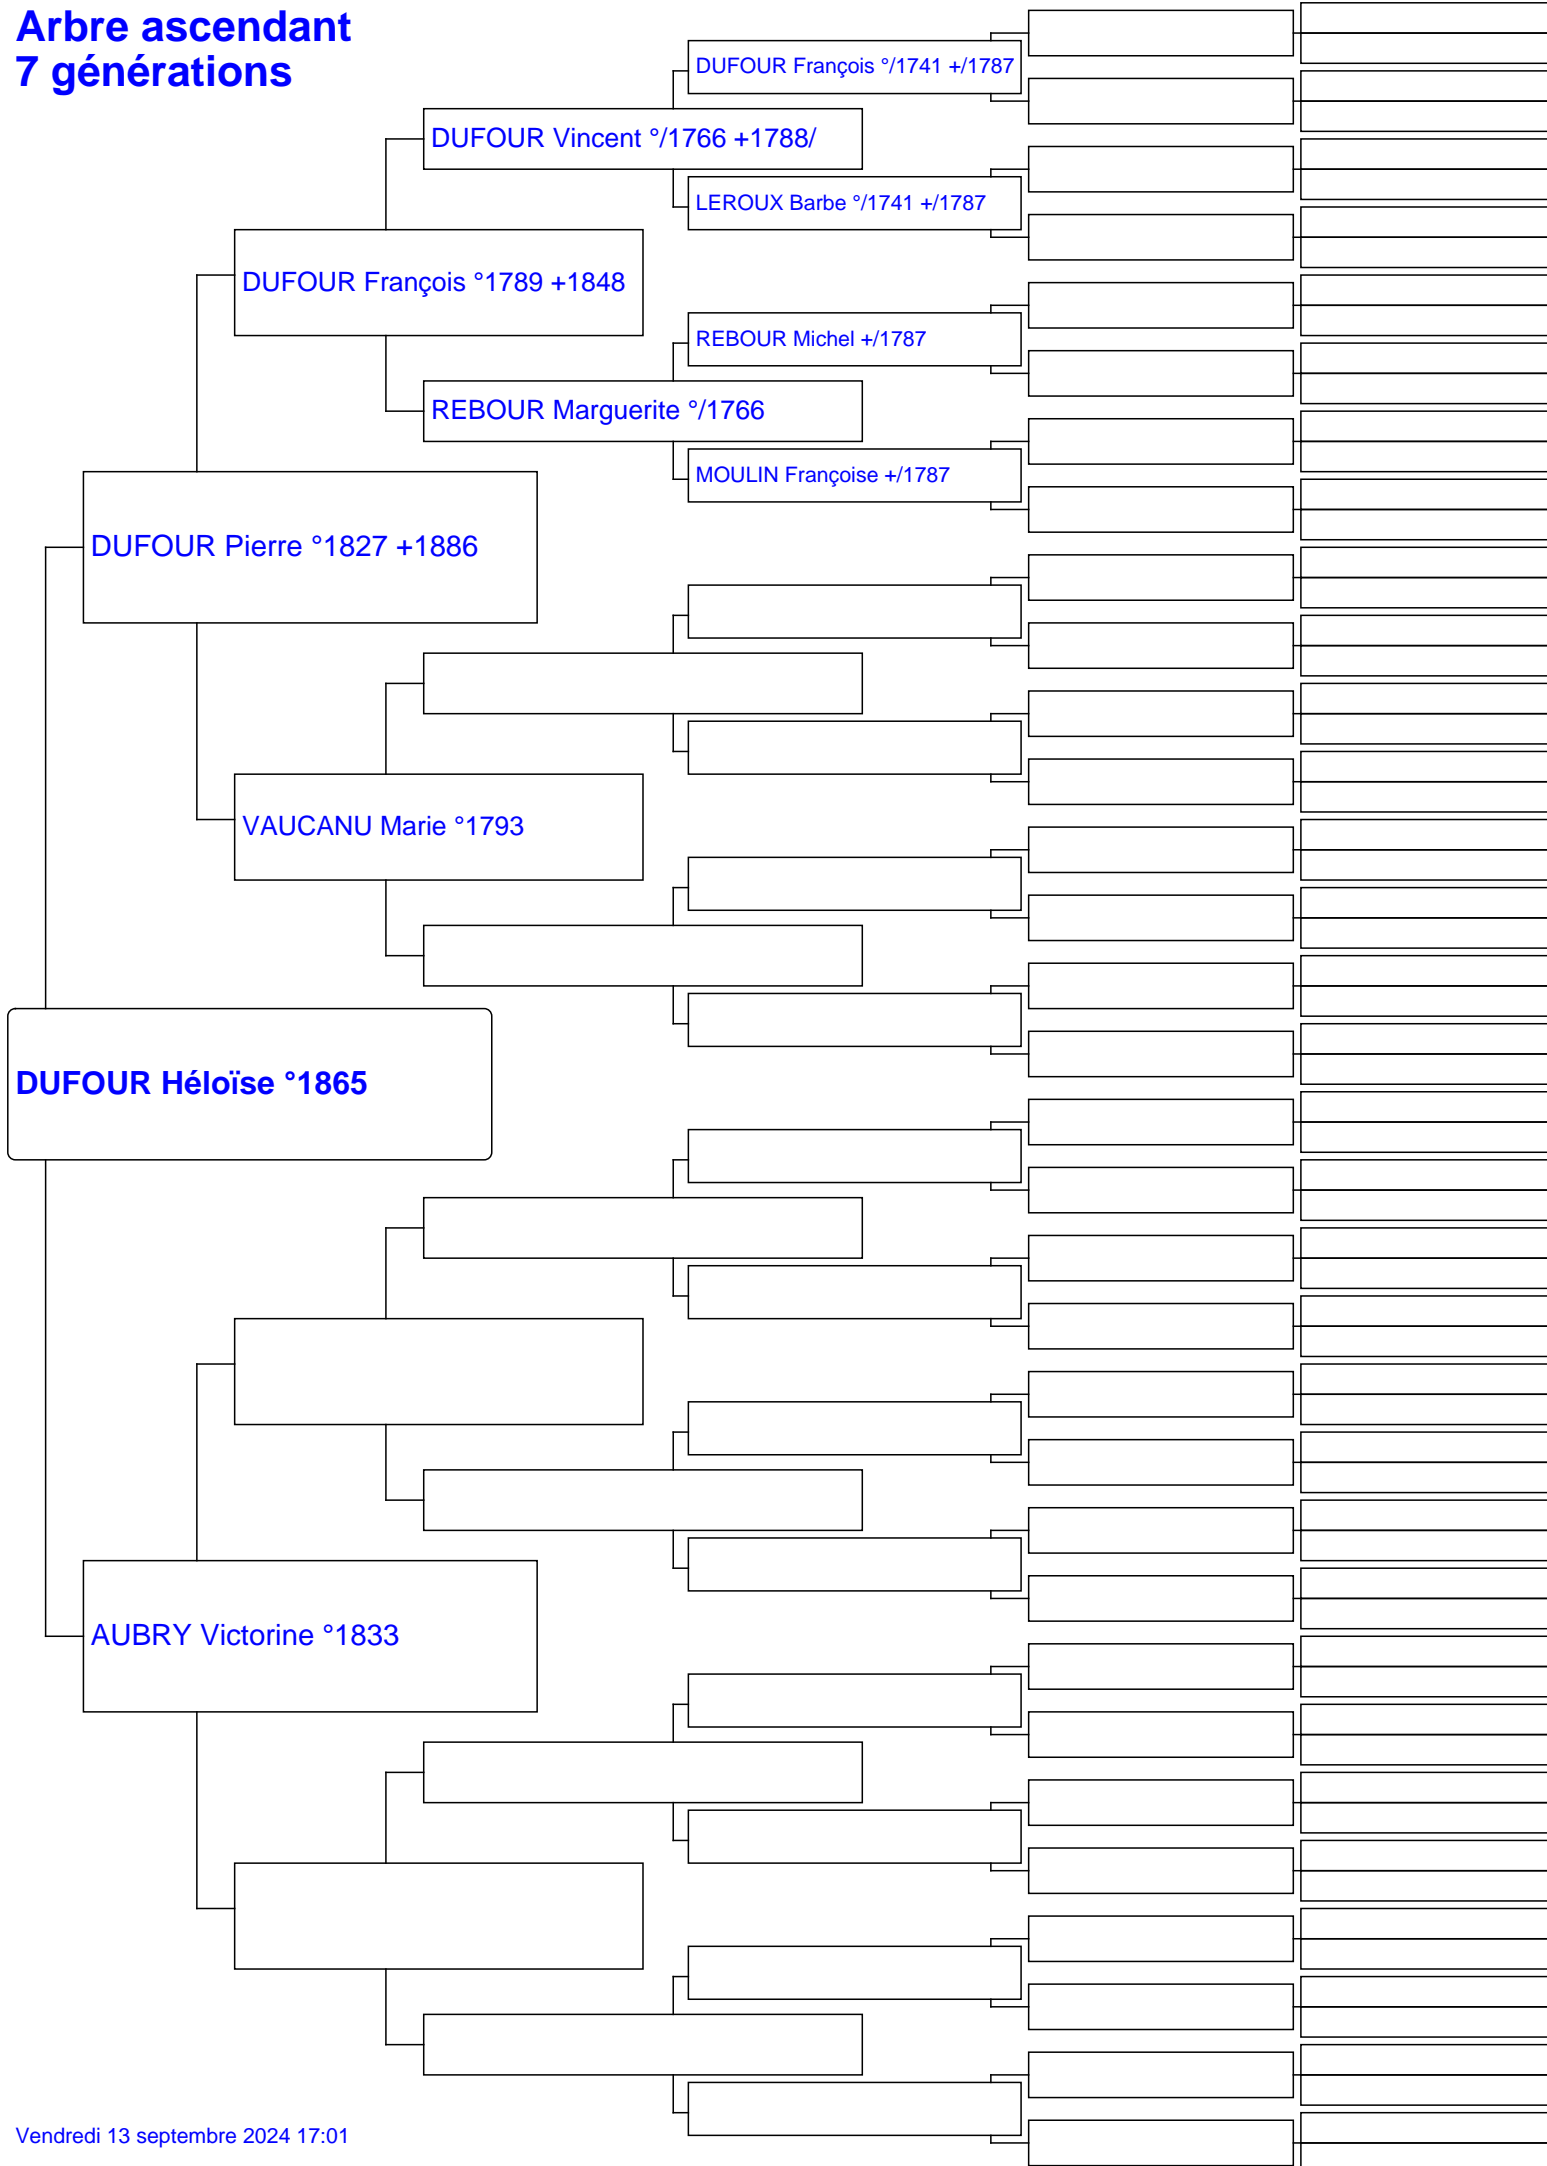 Arbre ascendant
7 générations
DUFOUR François °/1741 +/1787
DUFOUR Vincent °/1766 +1788/
LEROUX Barbe °/1741 +/1787
DUFOUR François °1789 +1848
REBOUR Michel +/1787
REBOUR Marguerite °/1766
MOULIN Françoise +/1787
DUFOUR Pierre °1827 +1886
VAUCANU Marie °1793
DUFOUR Héloïse °1865
AUBRY Victorine °1833
Vendredi 13 septembre 2024 17:01